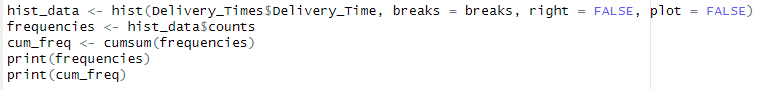 hist_data <- hist(Delivery_Times$Delivery_Time, breaks = breaks, right = FALSE, plot = FALSE)
frequencies <- hist_data$counts
cum_freq <- cumsum(frequencies)
print(frequencies)
print(cum_freq)